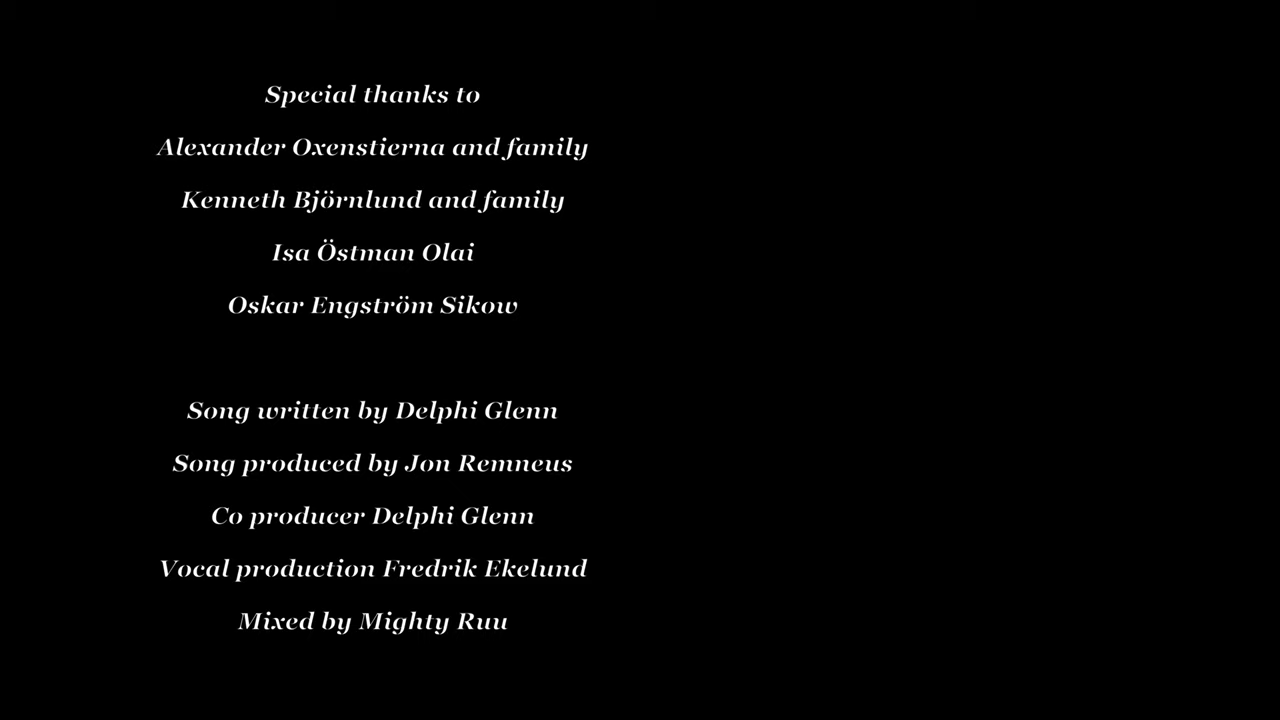 Special thanks to
Alexander Oxenstierna and family
Kenneth Björnlund and family
Isa Östman Olai
Oskar Engström Sikow
Song written by Delphi Glenn
Song produced by Jon Remneus
Co producer Delphi Glenn
Vocal production Fredrik Ekelund
Mixed by Mighty Ruu